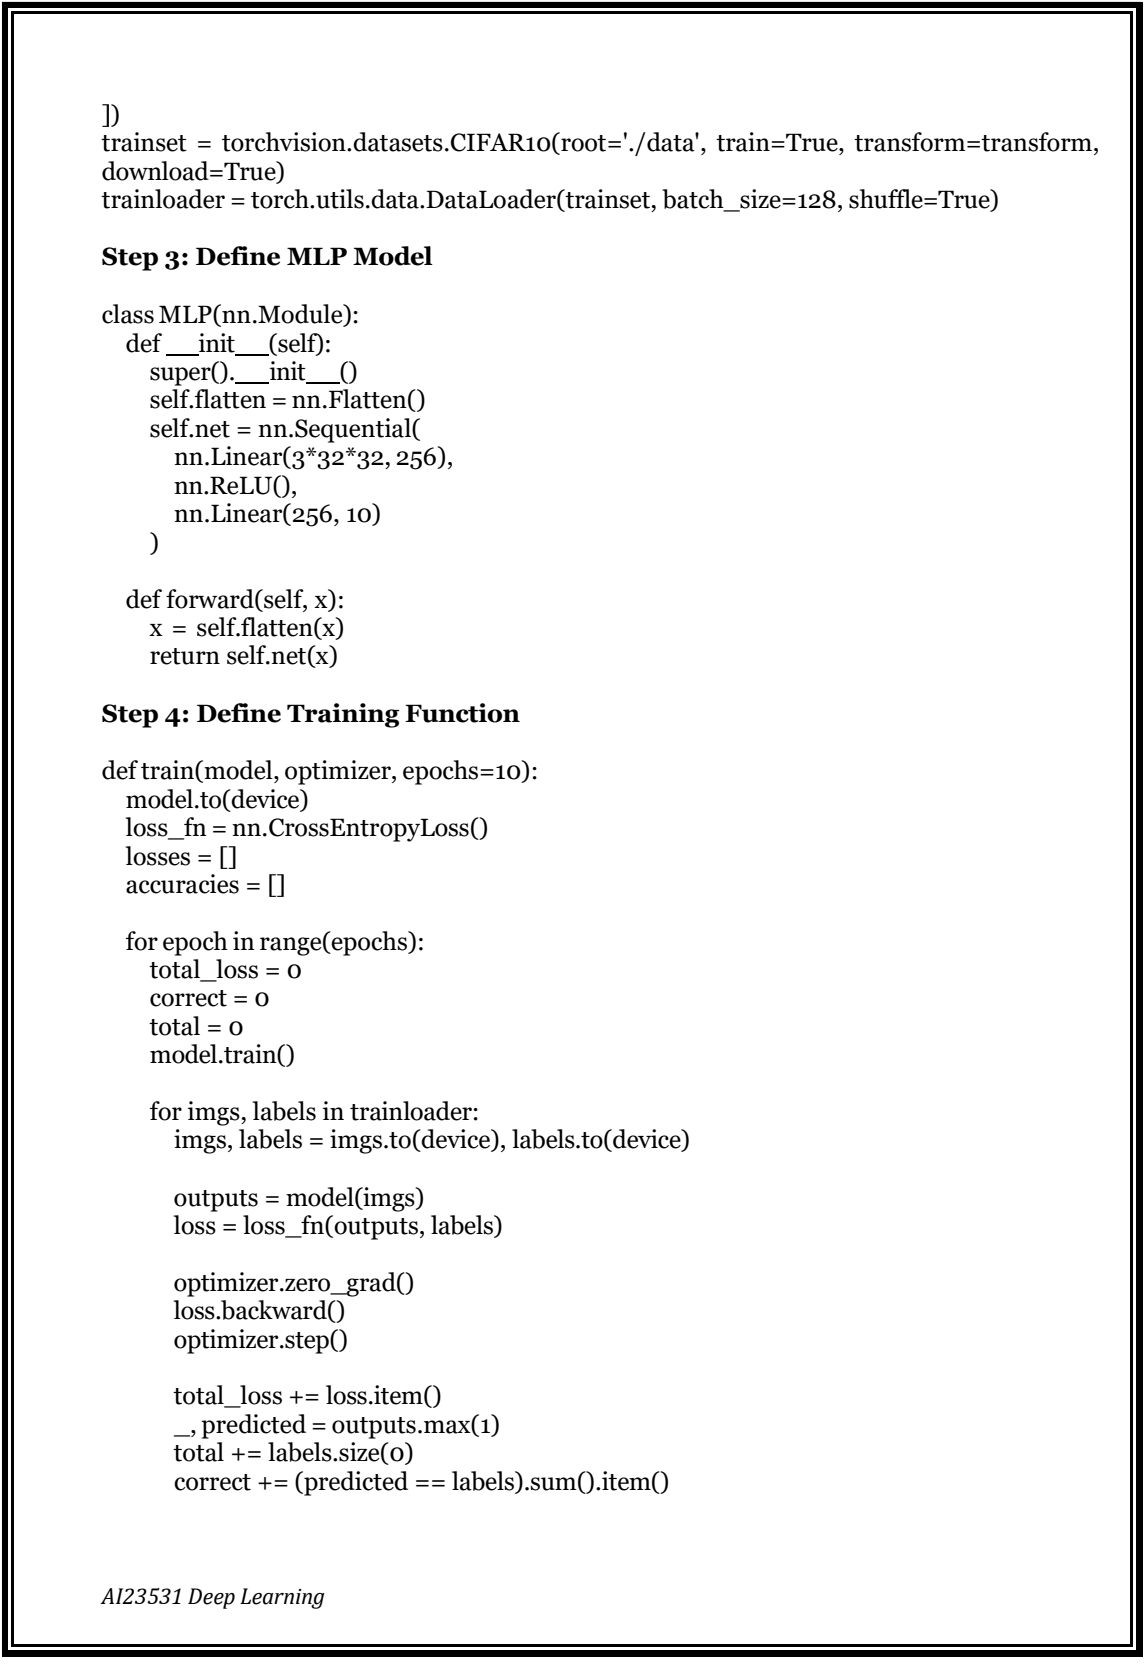 ])
trainset = torchvision.datasets.CIFAR10(root='./data', train=True, transform=transform,
download=True)
trainloader = torch.utils.data.DataLoader(trainset, batch_size=128, shuffle=True)
Step 3: Define MLP Model
class MLP(nn.Module):
def __init__(self):
super().__init__()
self.flatten = nn.Flatten()
self.net = nn.Sequential(
nn.Linear(3*32*32, 256),
nn.ReLU(),
nn.Linear(256, 10)
)
def forward(self, x):
x = self.flatten(x)
return self.net(x)
Step 4: Define Training Function
def train(model, optimizer, epochs=10):
model.to(device)
loss_fn = nn.CrossEntropyLoss()
losses = []
accuracies = []
for epoch in range(epochs):
total_loss = 0
correct = 0
total = 0
model.train()
for imgs, labels in trainloader:
imgs, labels = imgs.to(device), labels.to(device)
outputs = model(imgs)
loss = loss_fn(outputs, labels)
optimizer.zero_grad()
loss.backward()
optimizer.step()
total_loss += loss.item()
_, predicted = outputs.max(1)
total += labels.size(0)
correct += (predicted == labels).sum().item()
AI23531 Deep Learning